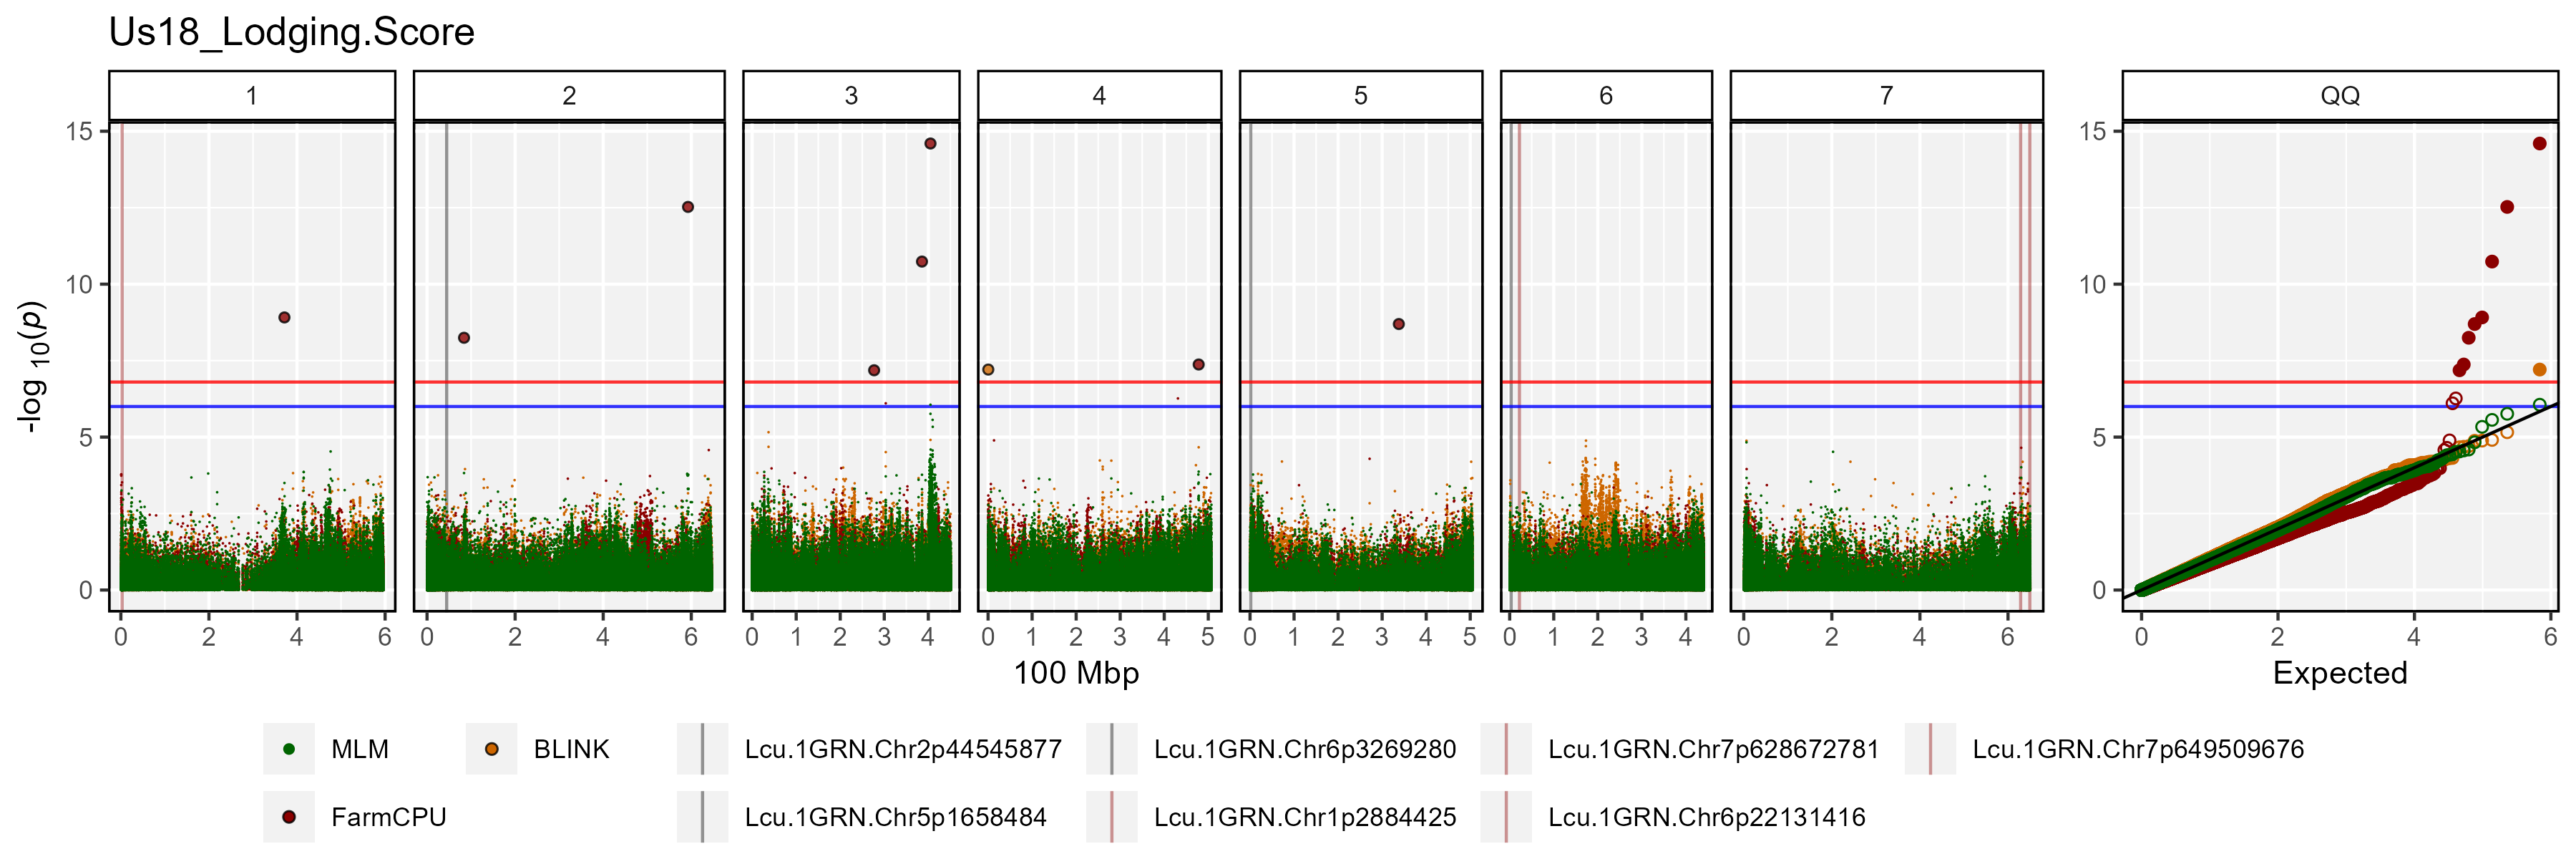 Us18_Lodging.Score
1 2 3 4 5 6 7 QQ
-log 10(p)
15
10
5
0
15
10
5
0
0 2 4 6 0 2 4 6 0 1 2 3 4 0 1 2 3 4 5 0 1 2 3 4 5 0 1 2 3 4 0 2 4 6 0 2 4 6
100 Mbp
Expected
MLM BLINK Lcu.1GRN.Chr2p44545877 Lcu.1GRN.Chr6p3269280 Lcu.1GRN.Chr7p628672781 Lcu.1GRN.Chr7p649509676
FarmCPU Lcu.1GRN.Chr5p1658484 Lcu.1GRN.Chr1p2884425 Lcu.1GRN.Chr6p22131416